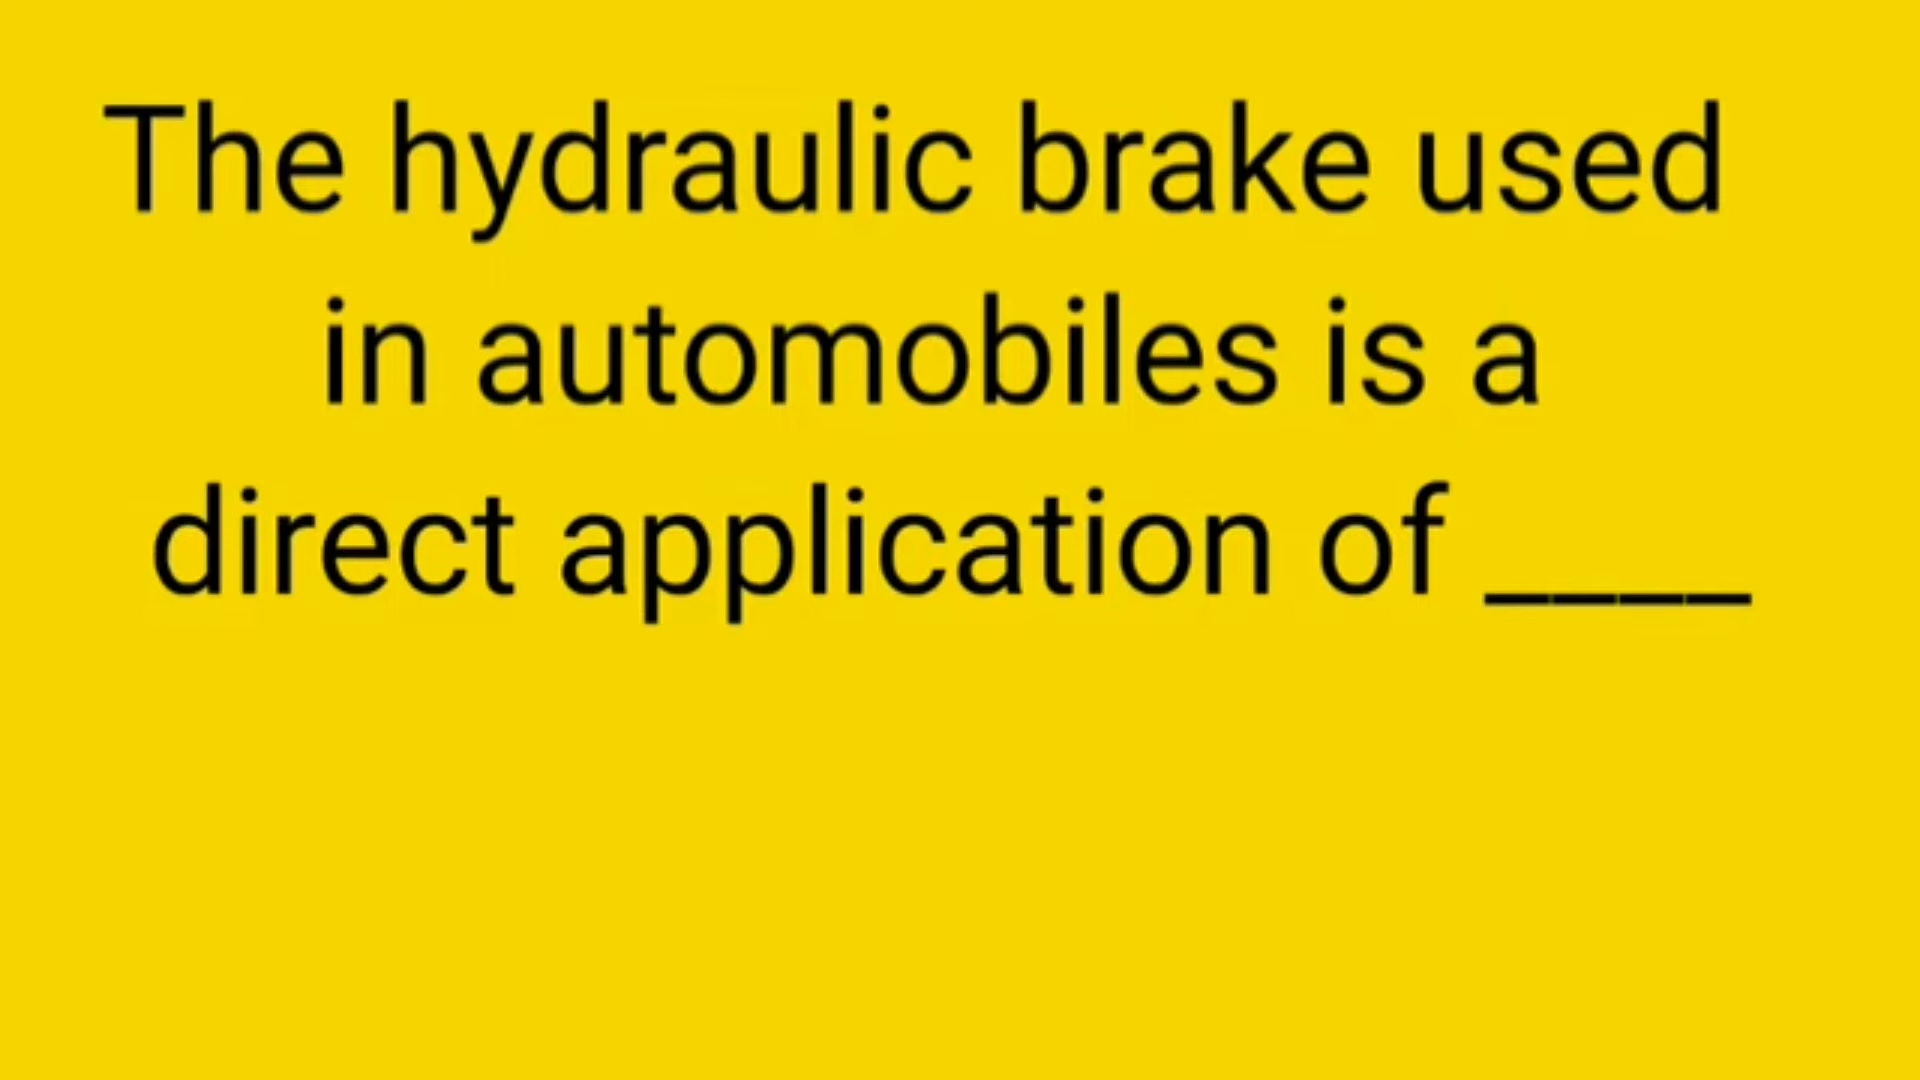 The hydraulic brake used
in automobiles is a
direct application of ____